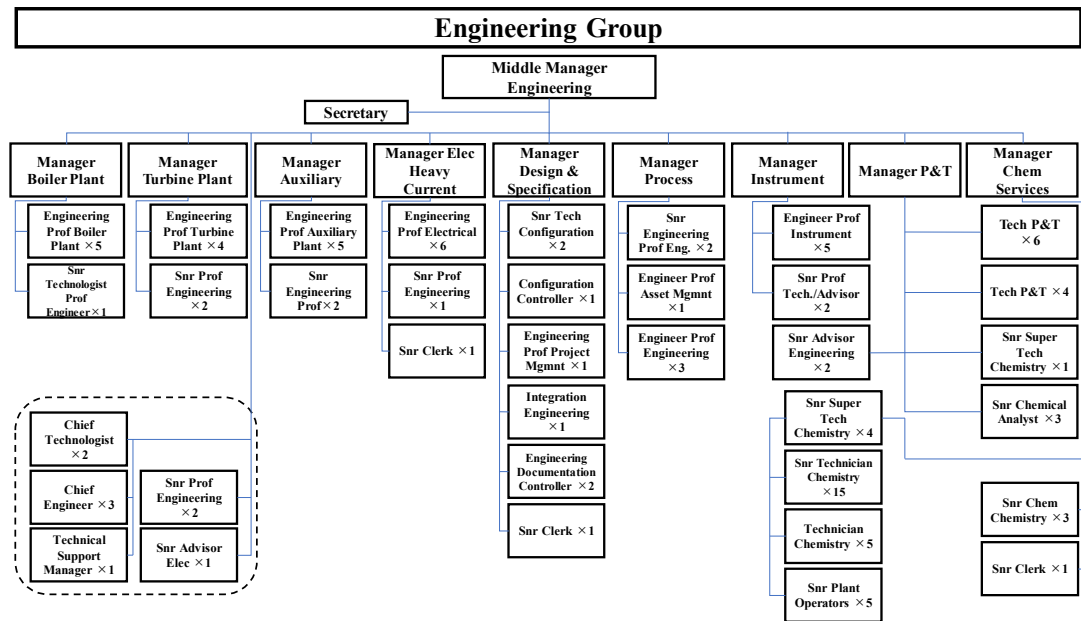 Engineering Group
Middle Manager
Engineering
Secretary
Manager
Boiler Plant
Manager
Turbine Plant
Manager
Auxiliary
Manager Elec
Heavy
Current
Manager
Design &
Specification
Manager
Process
Manager
Instrument
Manager P&T
Manager
Chem
Services
Engineering
Prof Boiler
Plant ×5
Snr
Technologist
Prof
Engineer×1
Engineering
Prof Turbine
Plant ×4
Snr Prof
Engineering
×2
Engineering
Prof Auxiliary
Plant ×5
Snr
Engineering
Prof×2
Engineering
Prof Electrical
×6
Snr Prof
Engineering
×1
Snr Clerk ×1
Snr Tech
Configuration
×2
Configuration
Controller ×1
Engineering
Prof Project
Mgmnt ×1
Integration
Engineering
×1
Engineering
Documentation
Controller ×2
Snr Clerk ×1
Snr
Engineering
Prof Eng. ×2
Engineer Prof
Asset Mgmnt
×1
Engineer Prof
Engineering
×3
Engineer Prof
Instrument
×5
Snr Prof
Tech./Advisor
×2
Snr Advisor
Engineering
×2
Snr Super
Tech
Chemistry ×4
Snr Technician
Chemistry
×15
Technician
Chemistry ×5
Snr Plant
Operators ×5
Tech P&T
×6
Tech P&T ×4
Snr Super
Tech
Chemistry ×1
Snr Chemical
Analyst ×3
Snr Chem
Chemistry ×3
Snr Clerk ×1
Chief
Technologist
×2
Chief
Engineer ×3
Technical
Support
Manager ×1
Snr Prof
Engineering
×2
Snr Advisor
Elec ×1